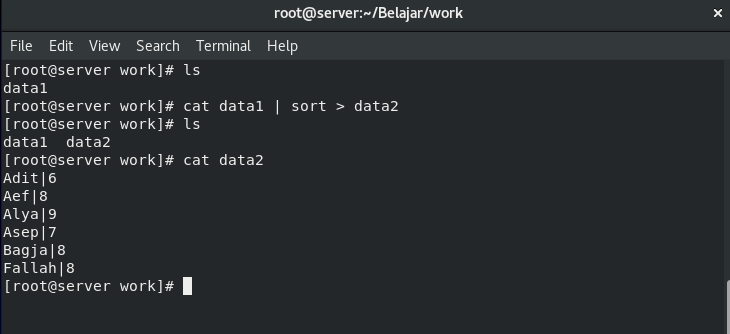 root@server:~/Belajar/work ×
File Edit View Search Terminal Help
[root@server work]# ls
data1
[root@server work]# cat data1 | sort > data2
[root@server work]# ls
data1  data2
[root@server work]# cat data2
Adit|6
Aef|8
Alya|9
Asep|7
Bagja|8
Fallah|8
[root@server work]#